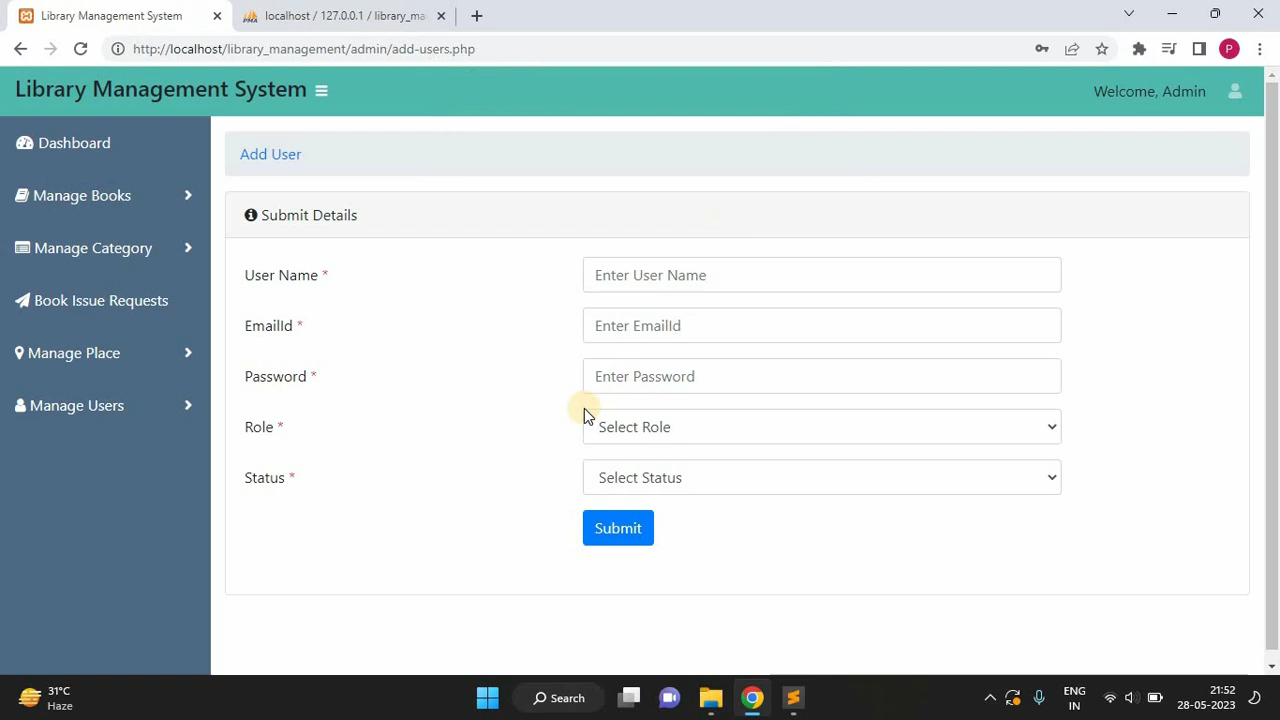 Library Management System
localhost / 127.0.0.1 / library_ma
http://localhost/library_management/admin/add-users.php
P
Library Management System
Welcome, Admin
Dashboard
Manage Books
Manage Category
Book Issue Requests
Manage Place
Manage Users
Add User
Submit Details
User Name *
Enter User Name
EmailId *
Enter EmailId
Password *
Enter Password
Role *
Select Role
Status *
Select Status
Submit
31°C
Haze
Search
ENG
IN
21:52
28-05-2023